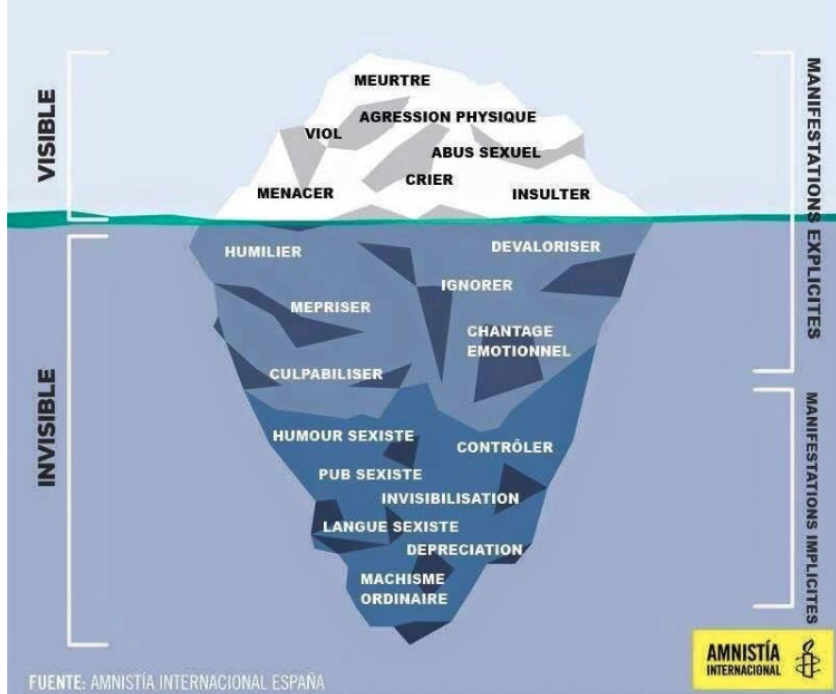 MEURTRE
AGRESSION PHYSIQUE
VIOL
ABUS SEXUEL
CRIER
MENACER
INSULTER
VISIBLE
MANIFESTATIONS EXPLICITES
HUMILIER
DEVALORISER
IGNORER
MEPRISER
CHANTAGE
EMOTIONNEL
CULPABILISER
INVISIBLE
HUMOUR SEXISTE
CONTRÔLER
PUB SEXISTE
INVISIBILISATION
LANGUE SEXISTE
DEPRECIATION
MACHISME
ORDINAIRE
MANIFESTATIONS IMPLICITES
AMNISTÍA
INTERNACIONAL
FUENTE: AMNISTÍA INTERNACIONAL ESPAÑA